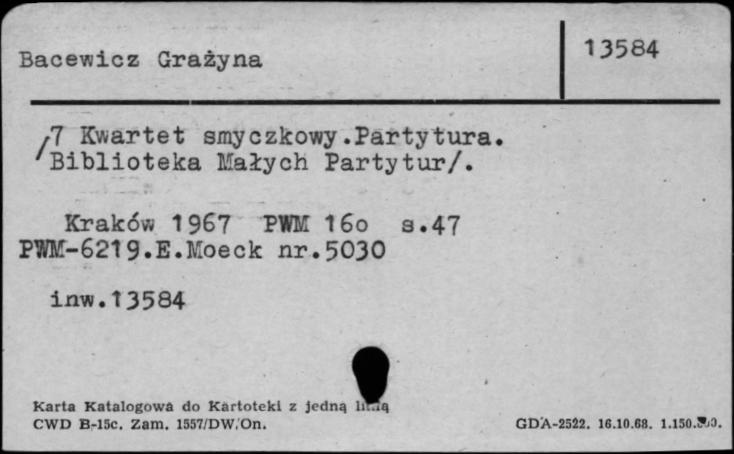 Bacewicz Grażyna
13584
7 Kwartet smyczkowy.Partytura.
/Biblioteka Małych Partytur/.
Kraków 1967 PWM 16o s.47
PWM-6219.E.Moeck nr.5030
inw.13584
Karta Katalogowa do Kartoteki z jedną linią
CWD B-15c. Zam. 1557/DW/On.
GDA-2522. 16.10.68.